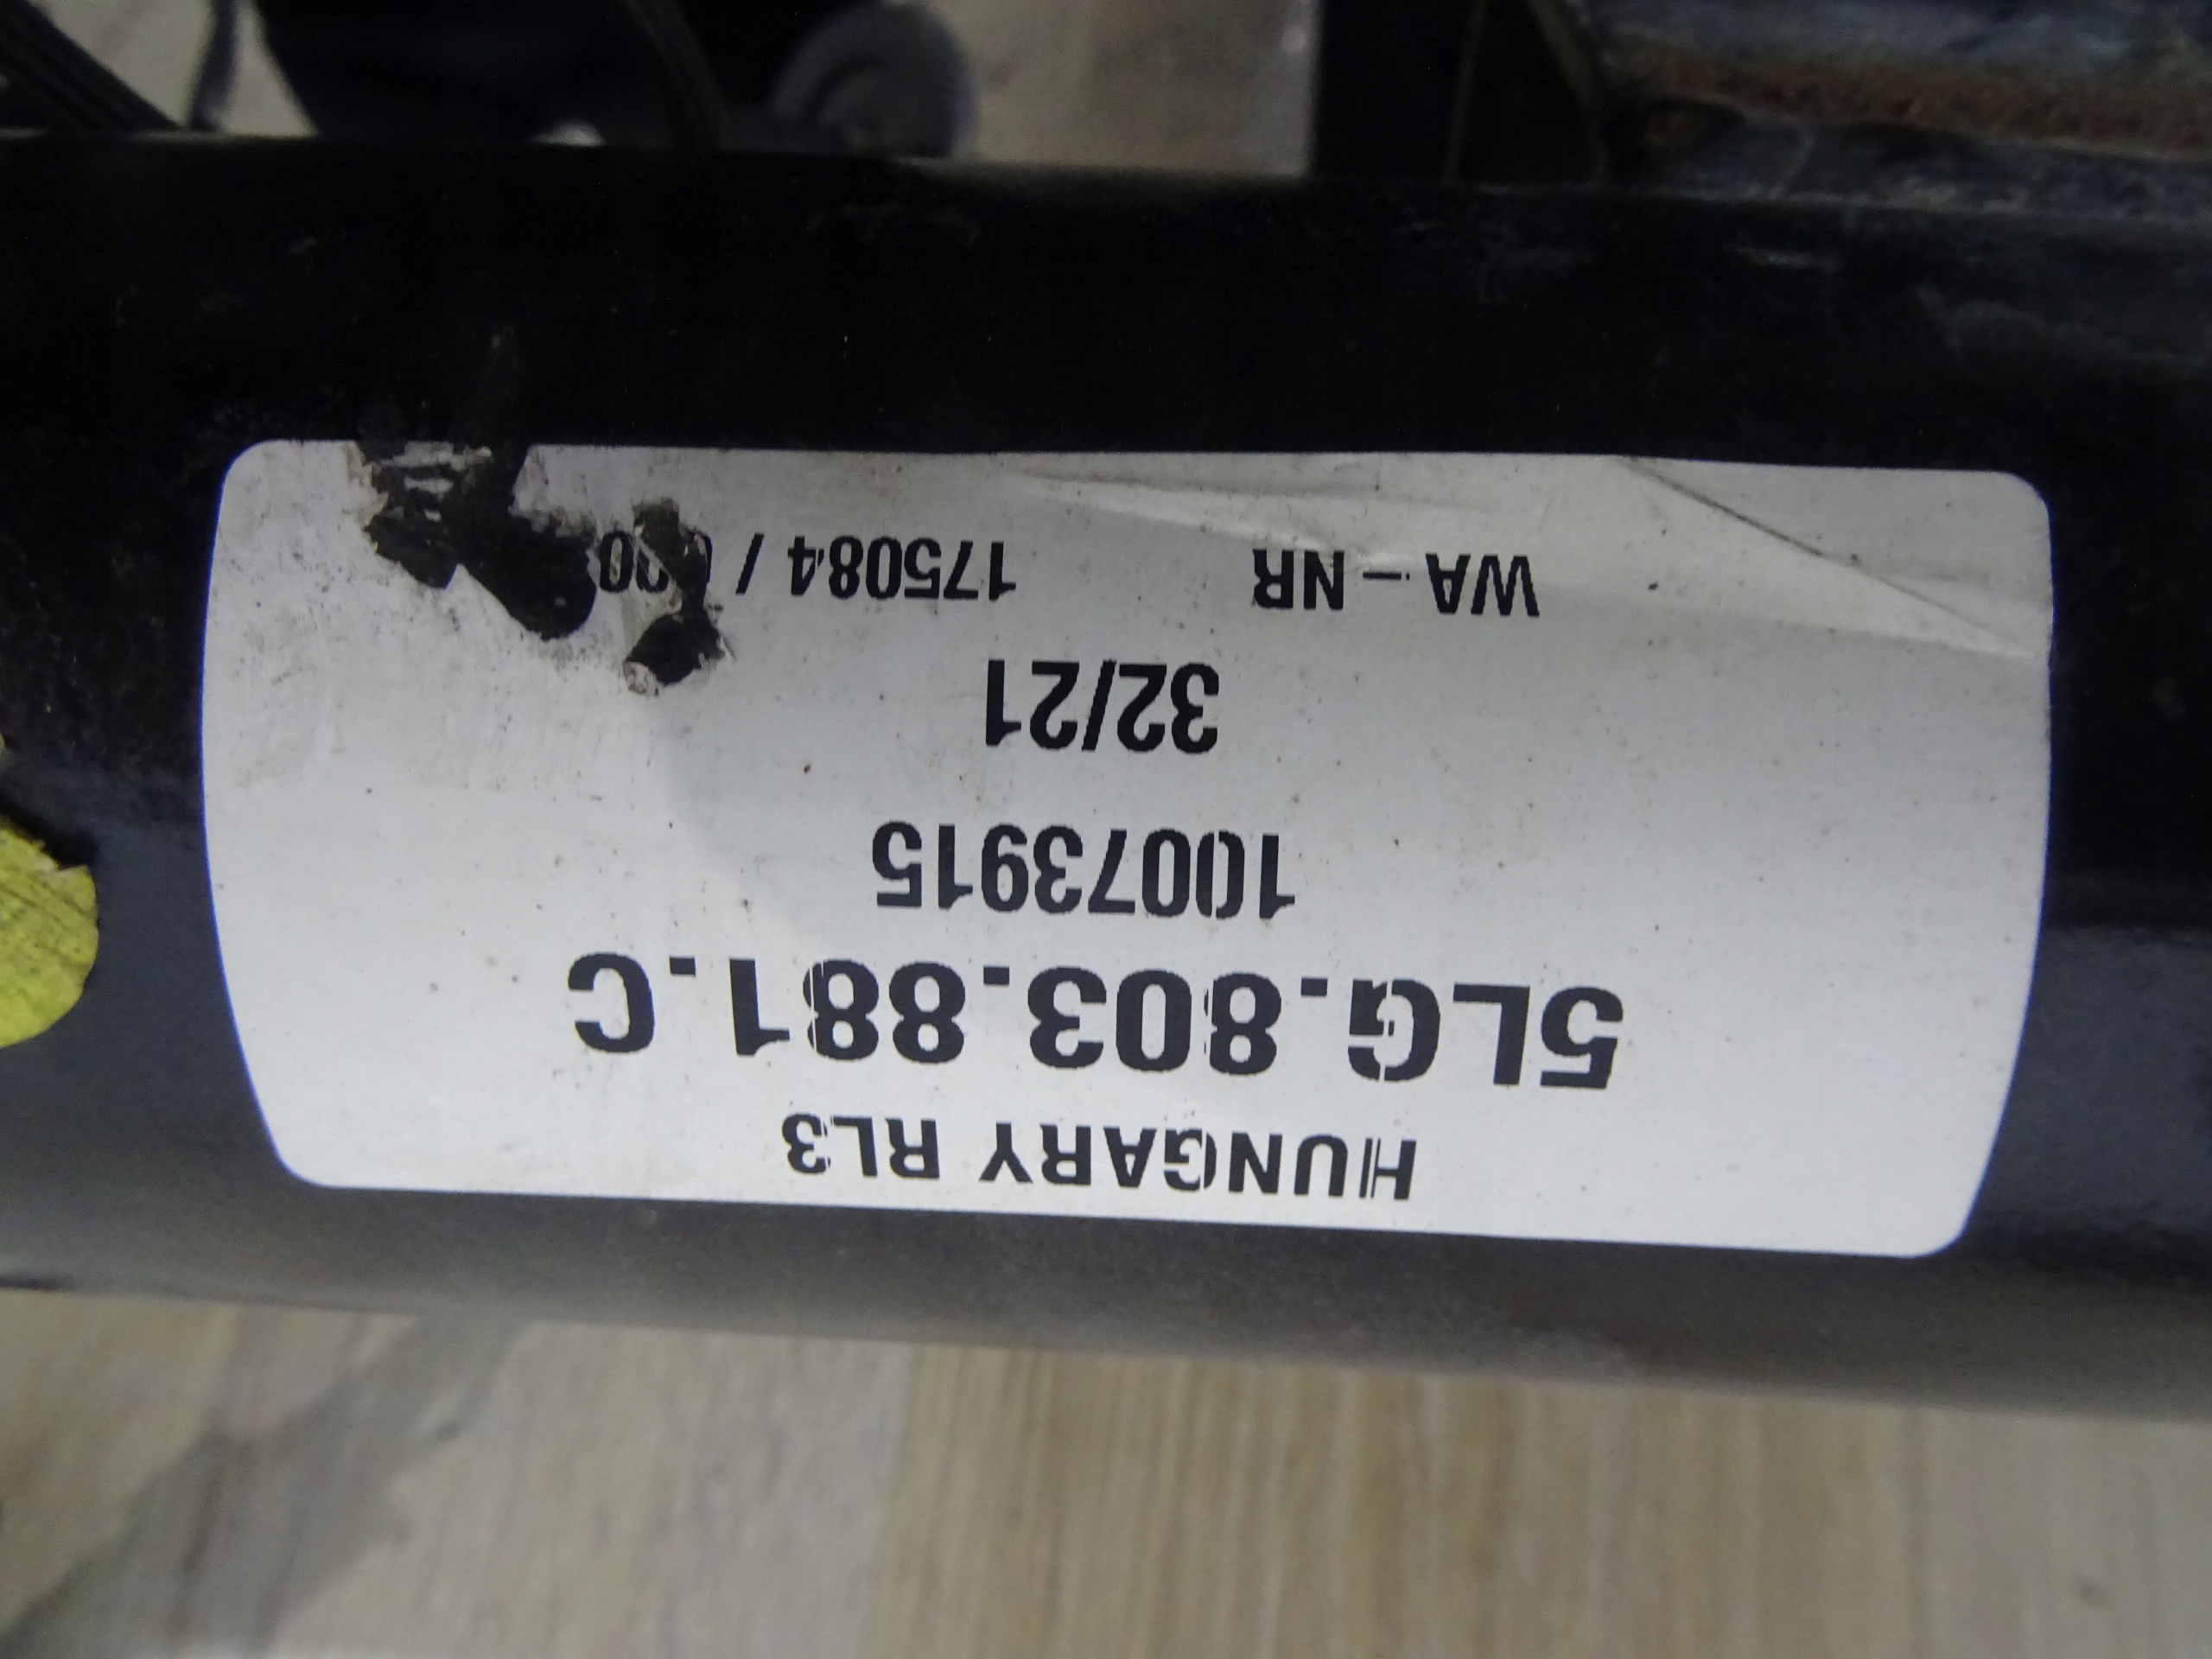 HUNGARY RL3
5LG.803.881.C
10073915
32/21
WA - NR 175084 /